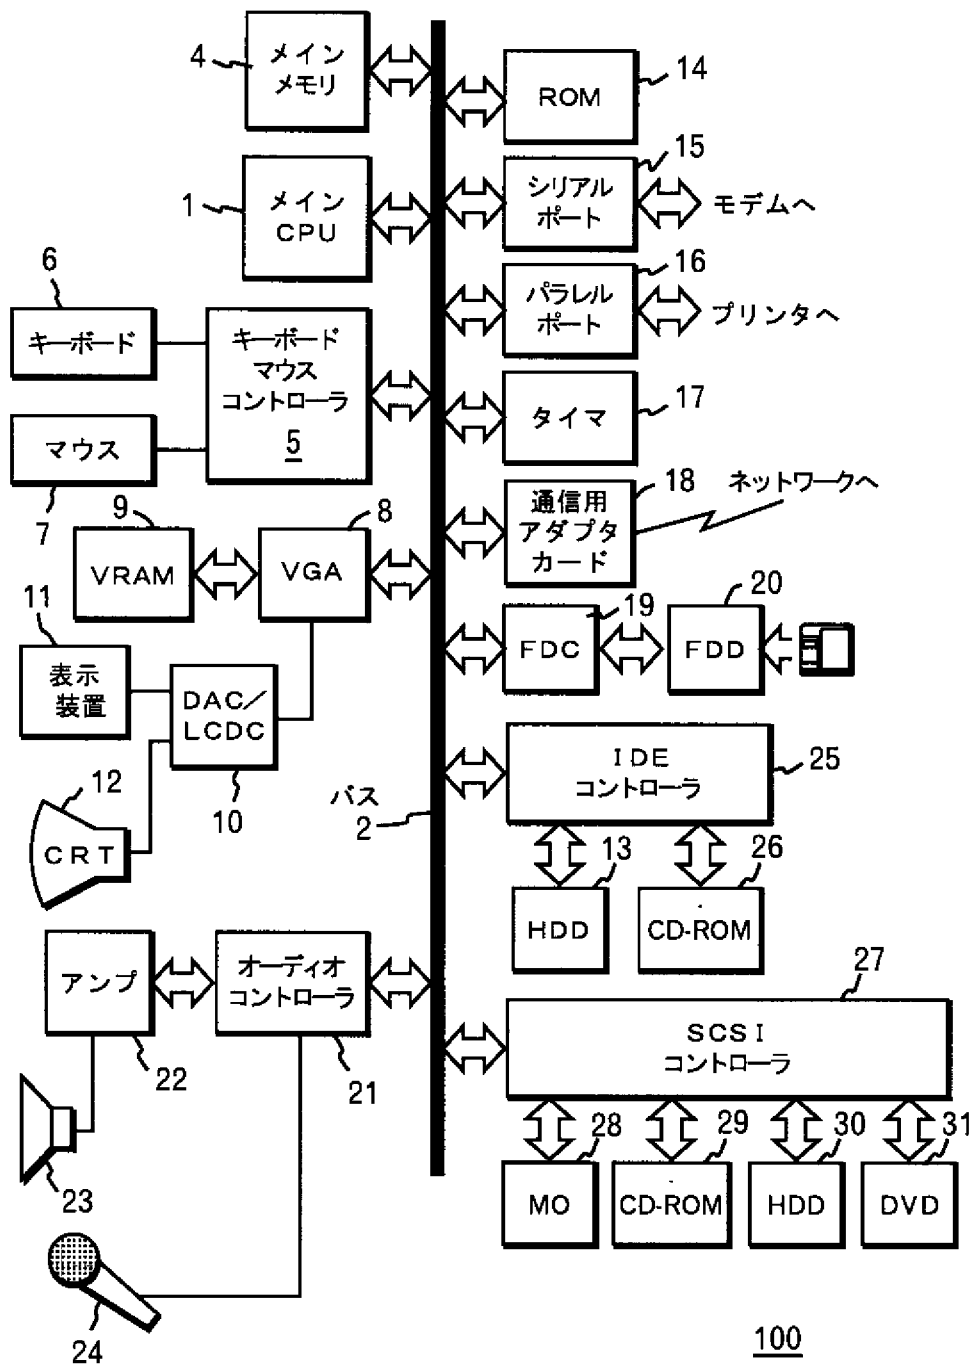 4
メイン
メモリ
ROM
14
1
メイン
CPU
シリアル
ポート
15
モデムへ
6
キーボード
キーボード
マウス
コントローラ
5
パラレル
ポート
16
プリンタへ
マウス
7
タイマ
17
9
VRAM
8
VGA
通信用
アダプタ
カード
18
ネットワークへ
11
表示
装置
DAC/
LCDC
10
FDC
19
FDD
20
12
CRT
バス
2
IDE
コントローラ
25
HDD
13
CD-ROM
26
アンプ
22
オーディオ
コントローラ
21
SCSI
コントローラ
27
23
MO
28
CD-ROM
29
HDD
30
DVD
31
24
100